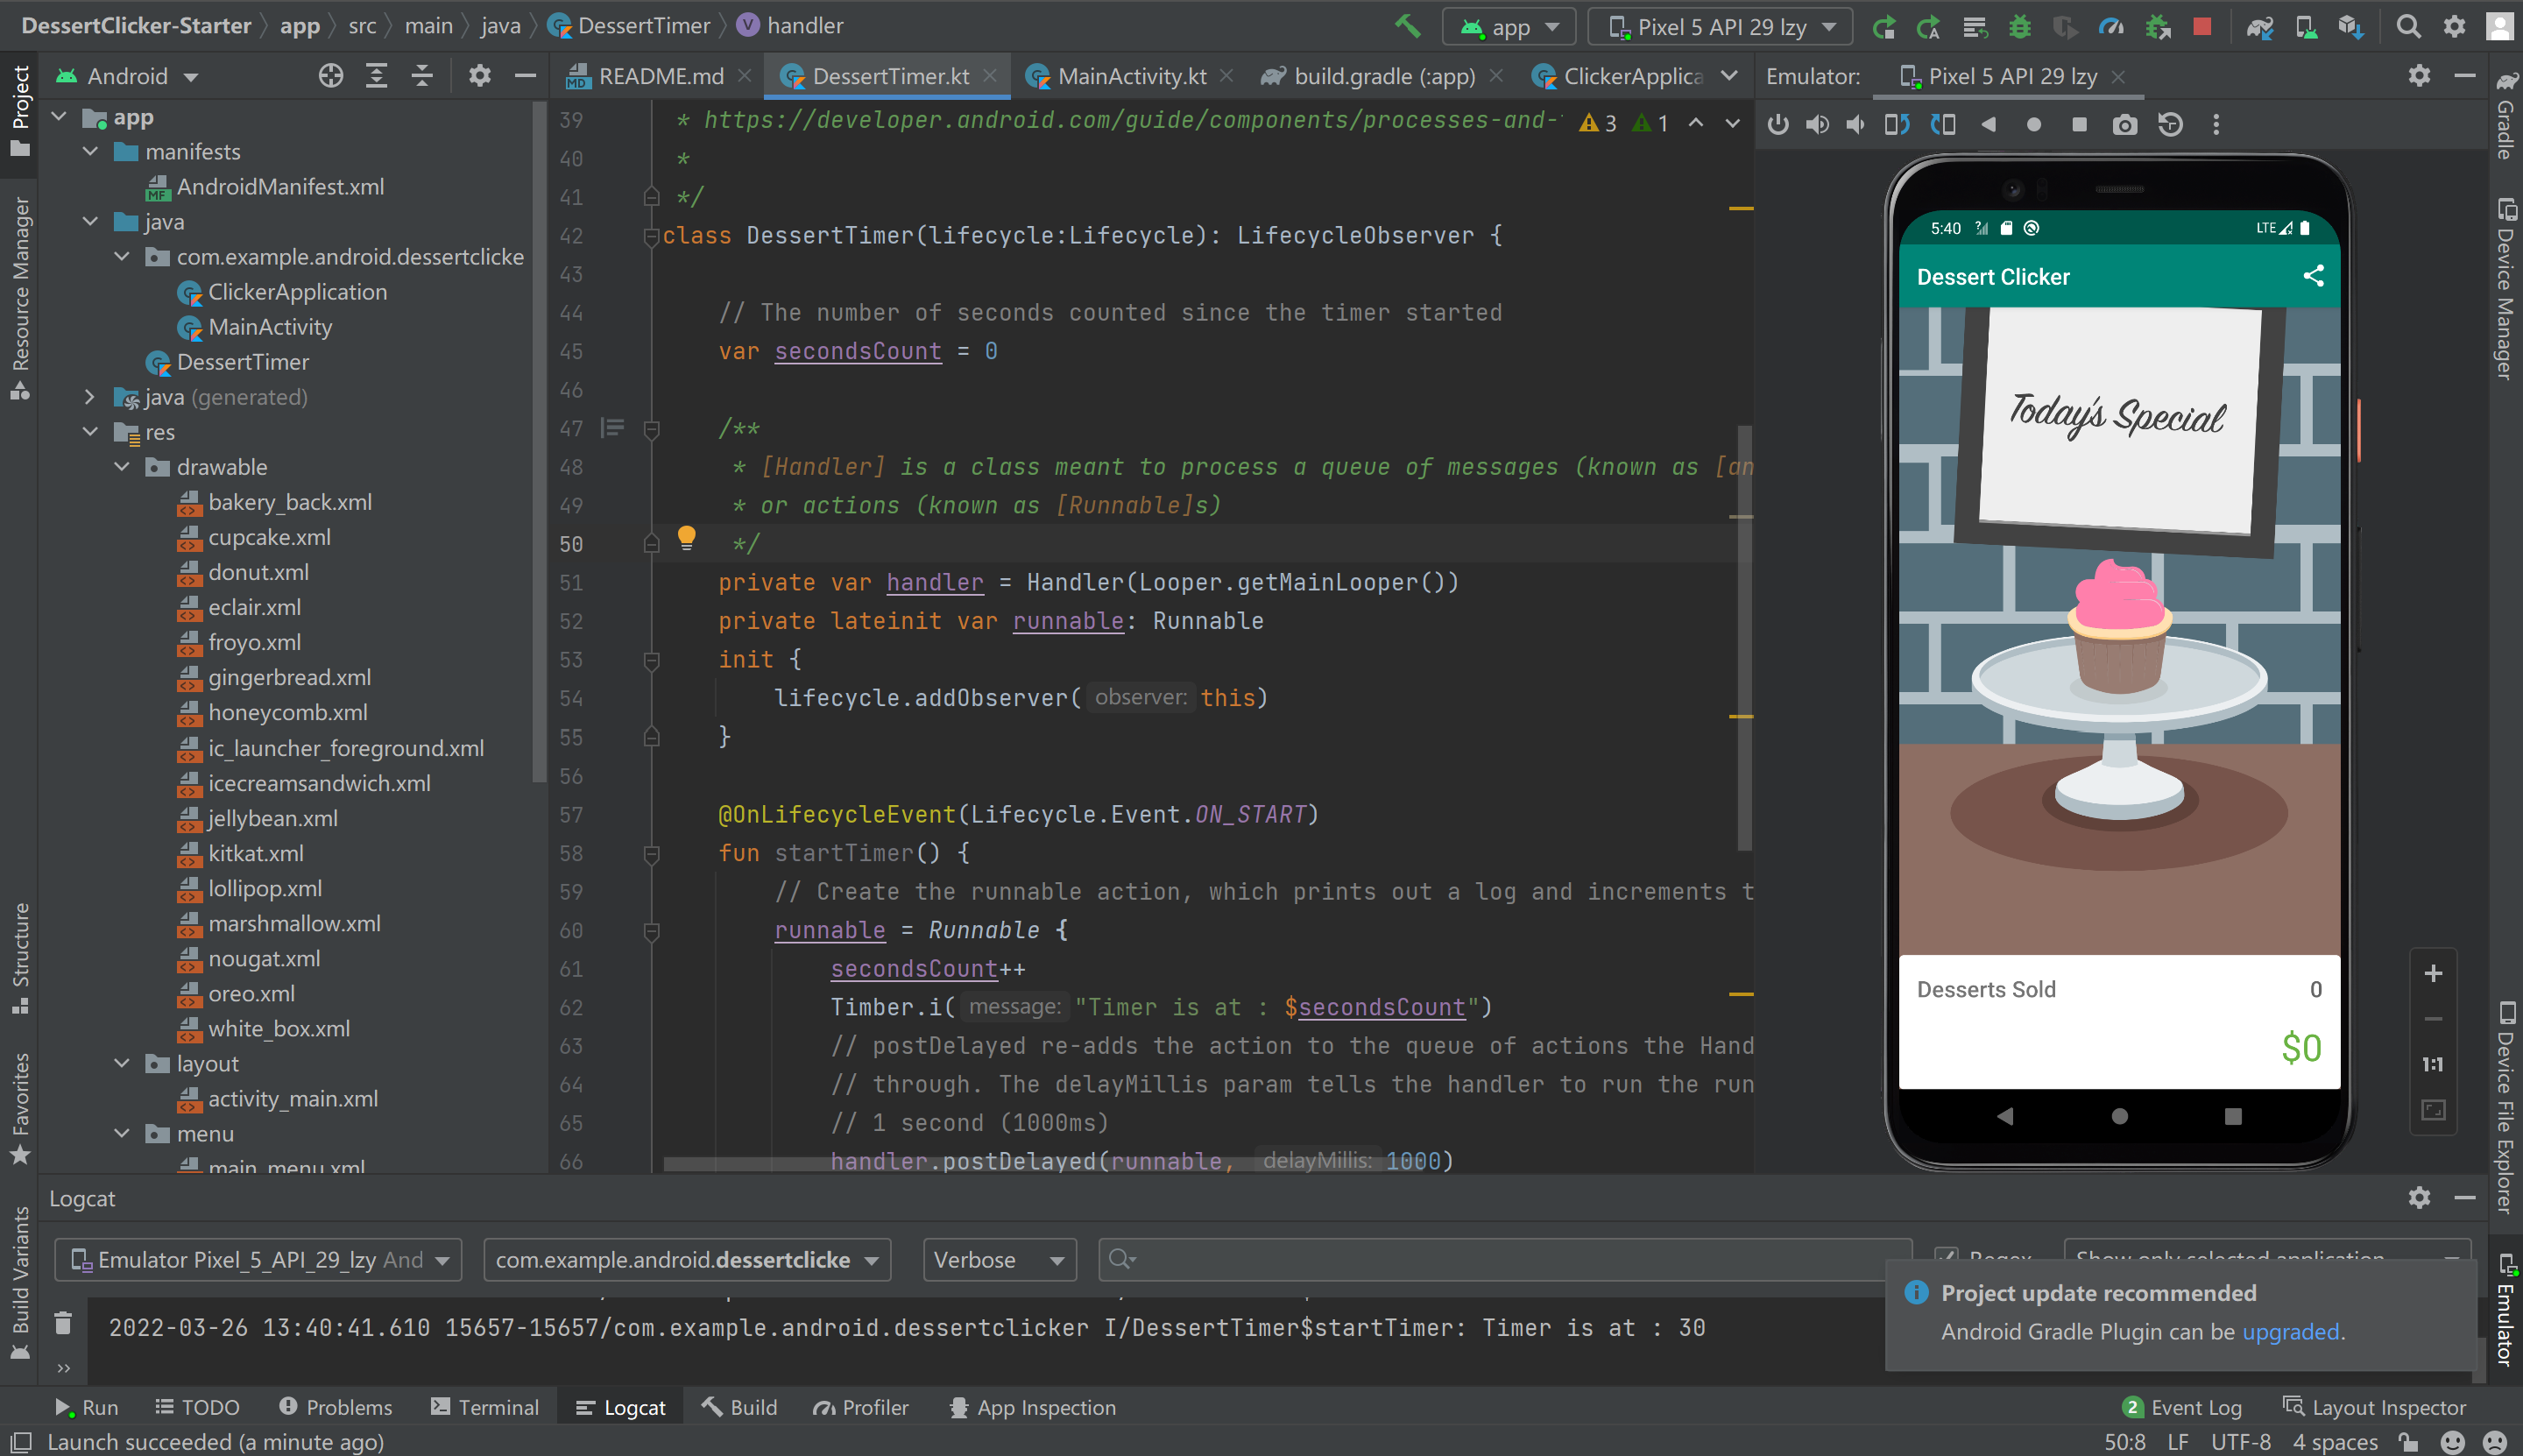 DessertClicker-Starter app src main java DessertTimer handler
app Pixel 5 API 29 lzy
Project
Resource Manager
Structure
Favorites
Build Variants
Android
app
manifests
AndroidManifest.xml
java
com.example.android.dessertclicke
ClickerApplication
MainActivity
DessertTimer
java (generated)
res
drawable
bakery_back.xml
cupcake.xml
donut.xml
eclair.xml
froyo.xml
gingerbread.xml
honeycomb.xml
ic_launcher_foreground.xml
icecreamsandwich.xml
jellybean.xml
kitkat.xml
lollipop.xml
marshmallow.xml
nougat.xml
oreo.xml
white_box.xml
layout
activity_main.xml
menu
main_menu.xml
README.md DessertTimer.kt MainActivity.kt build.gradle (:app) ClickerApplica
3 1
39 * https://developer.android.com/guide/components/processes-and-
40 *
41 */
42 class DessertTimer(lifecycle:Lifecycle): LifecycleObserver {
43
44 // The number of seconds counted since the timer started
45 var secondsCount = 0
46
47 /**
48 * [Handler] is a class meant to process a queue of messages (known as [an
49 * or actions (known as [Runnable]s)
50 */
51 private var handler = Handler(Looper.getMainLooper())
52 private lateinit var runnable: Runnable
53 init {
54 lifecycle.addObserver( observer: this)
55 }
56
57 @OnLifecycleEvent(Lifecycle.Event.ON_START)
58 fun startTimer() {
59 // Create the runnable action, which prints out a log and increments t
60 runnable = Runnable {
61 secondsCount++
62 Timber.i( message: "Timer is at : $secondsCount")
63 // postDelayed re-adds the action to the queue of actions the Hand
64 // through. The delayMillis param tells the handler to run the run
65 // 1 second (1000ms)
66 handler.postDelayed(runnable, delayMillis: 1000)
Emulator: Pixel 5 API 29 lzy
5:40 LTE
Dessert Clicker
Today's Special
Desserts Sold 0
$0
1:1
Gradle
Device Manager
Device File Explorer
Emulator
Logcat
Emulator Pixel_5_API_29_lzy And com.example.android.dessertclicke Verbose Regex Show only selected application
2022-03-26 13:40:41.610 15657-15657/com.example.android.dessertclicker I/DessertTimer$startTimer: Timer is at : 30
Project update recommended
Android Gradle Plugin can be upgraded.
Run TODO Problems Terminal Logcat Build Profiler App Inspection 2 Event Log Layout Inspector
Launch succeeded (a minute ago) 50:8 LF UTF-8 4 spaces